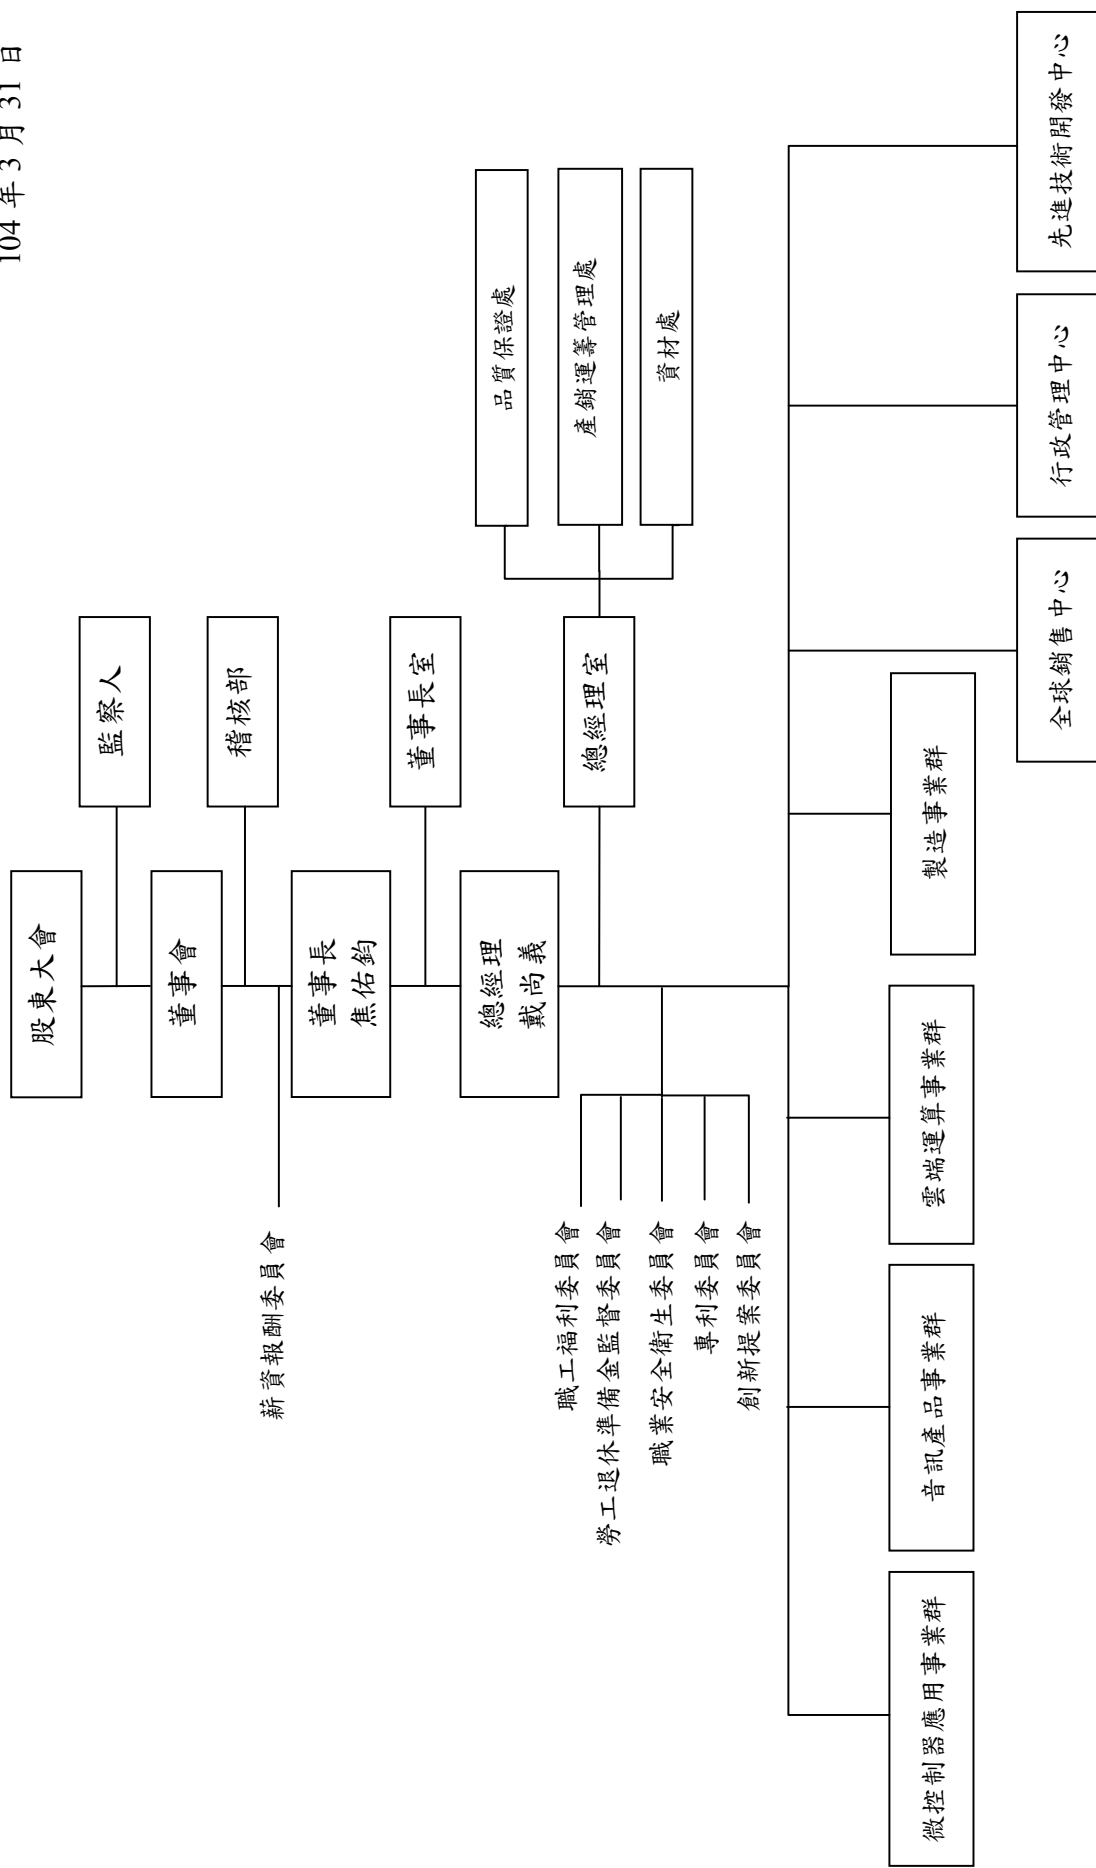 104 年 3 月 31 日
股東大會
監察人
董事會
稽核部
薪資報酬委員會
董事長
焦佑鈞
董事長室
總經理
戴尚義
總經理室
品質保證處
產銷運籌管理處
資材處
職工福利委員會
勞工退休準備金監督委員會
職業安全衛生委員會
專利委員會
創新提案委員會
微控制器應用事業群
音訊產品事業群
雲端運算事業群
製造事業群
全球銷售中心
行政管理中心
先進技術開發中心